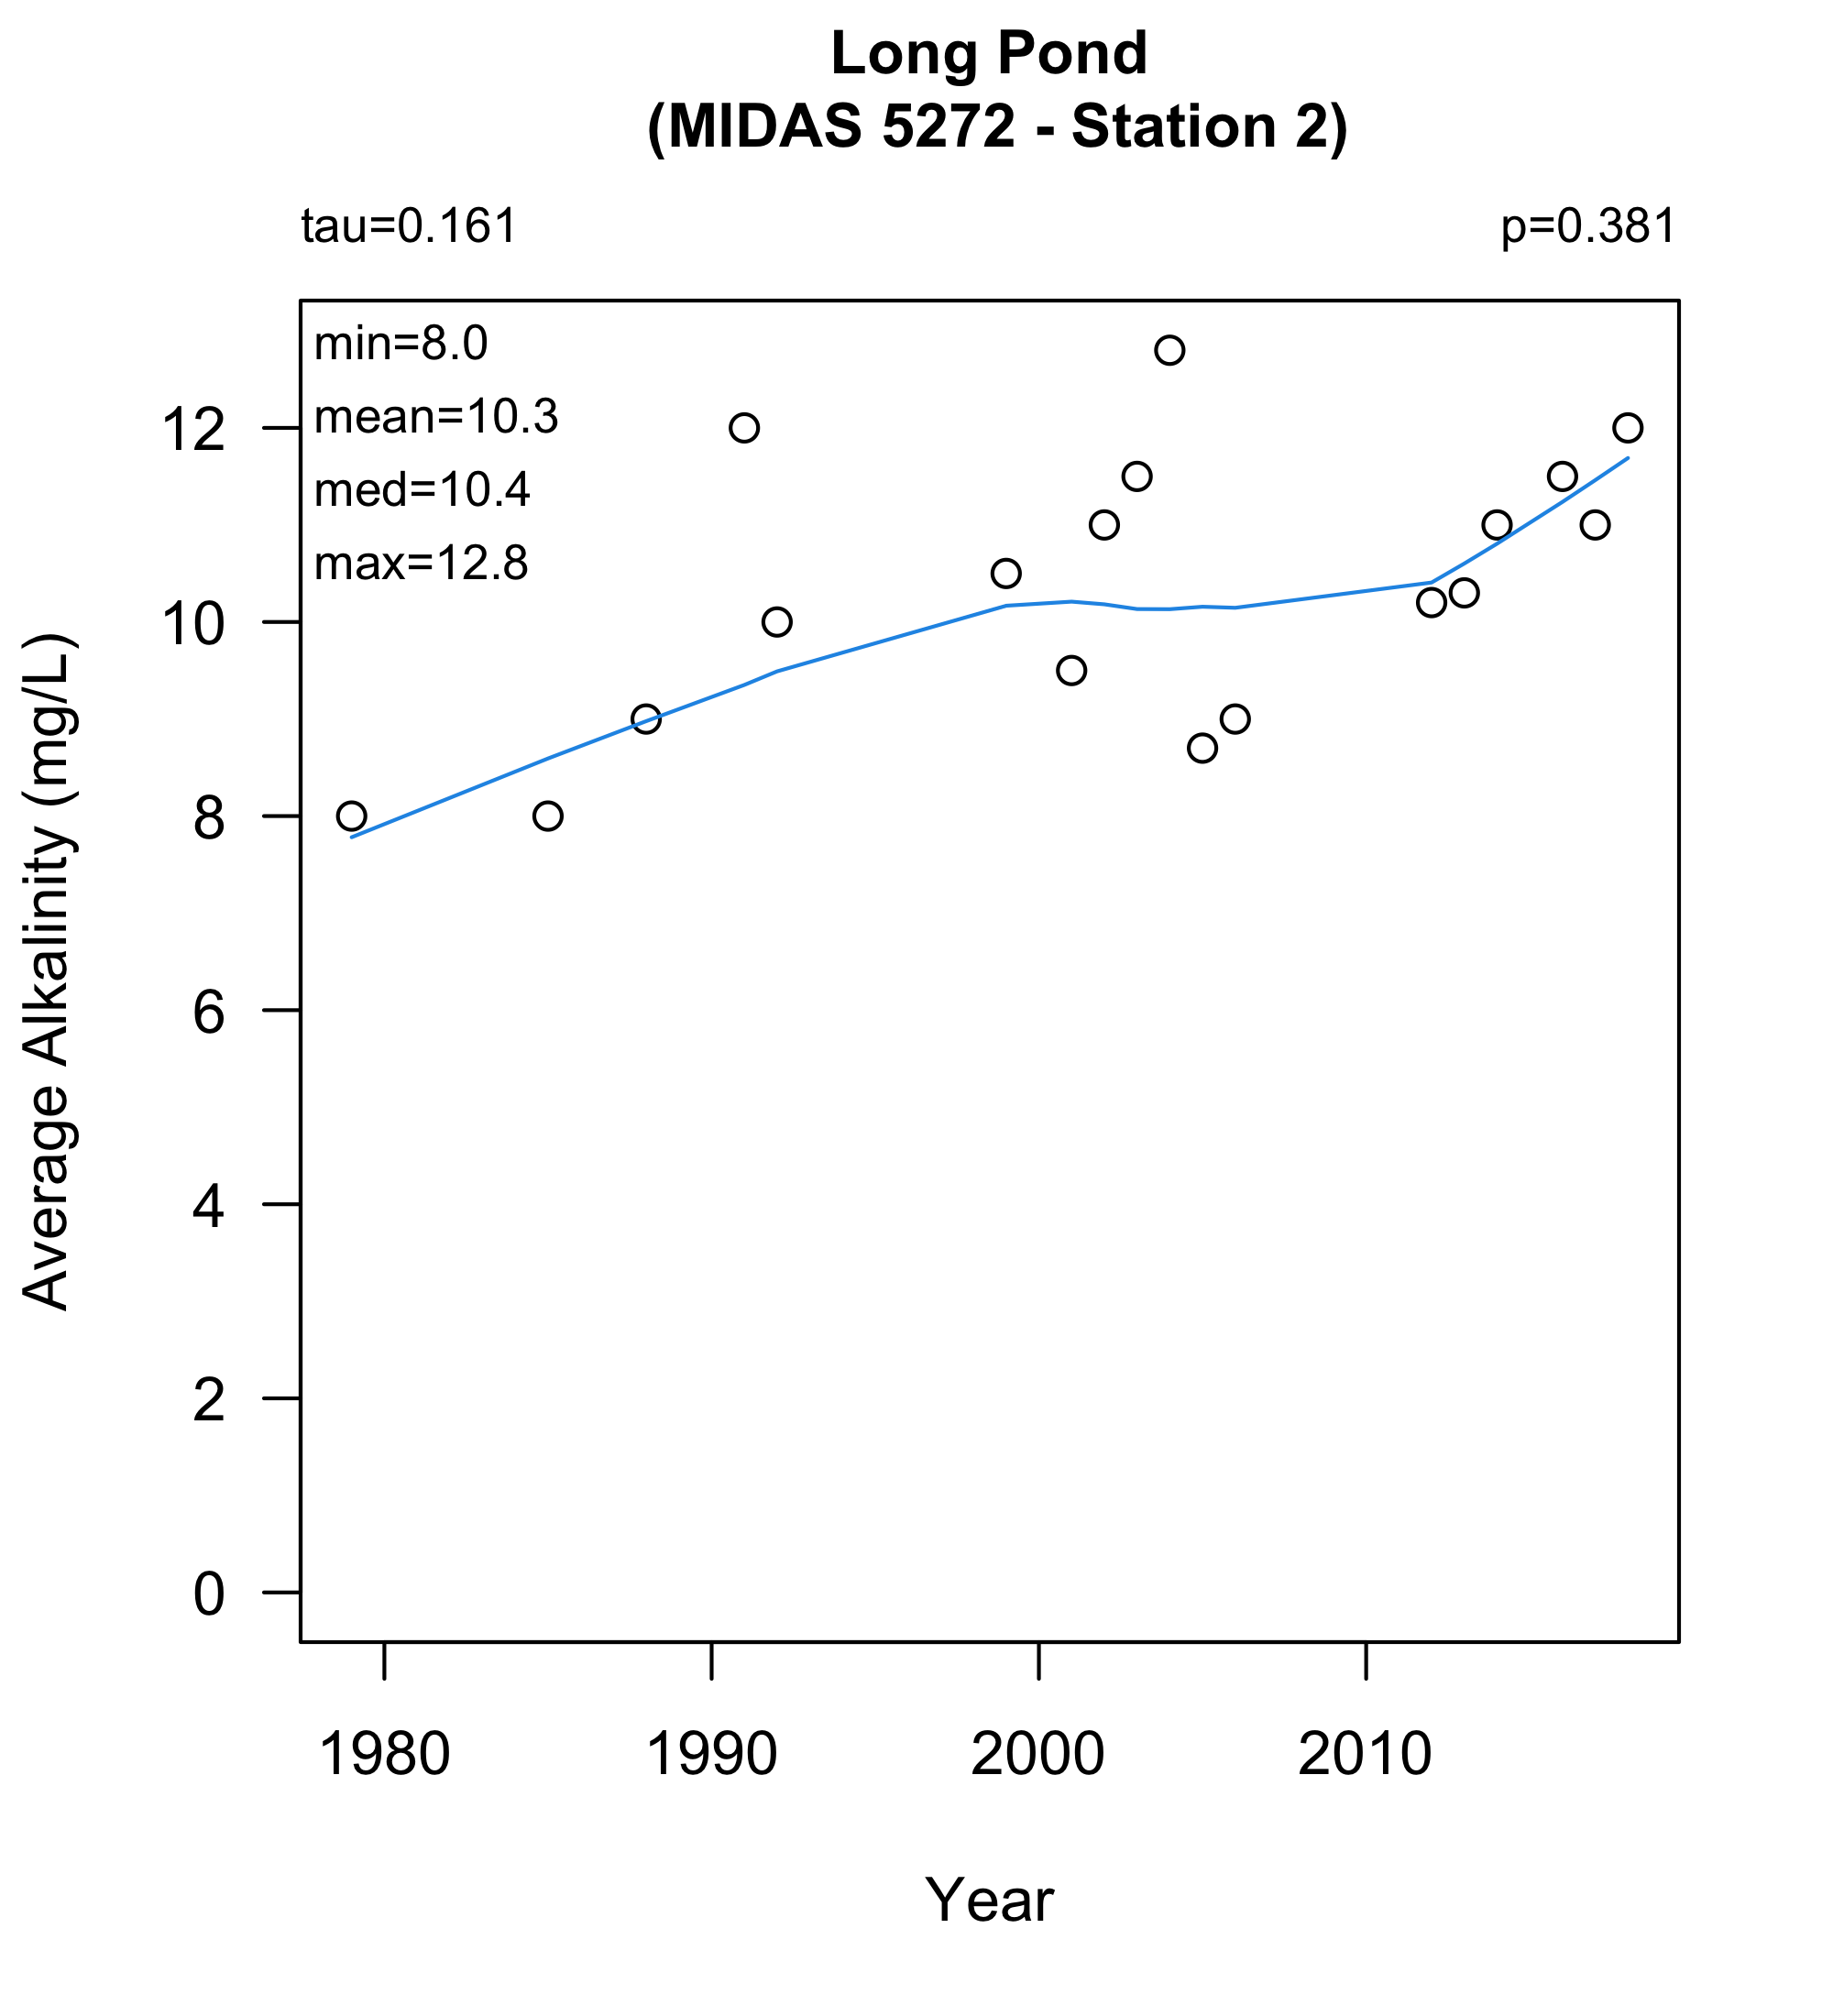 Long Pond
(MIDAS 5272 - Station 2)
tau=0.161
p=0.381
min=8.0
mean=10.3
med=10.4
max=12.8
Average Alkalinity (mg/L)
12
10
8
6
4
2
0
1980
1990
2000
2010
Year